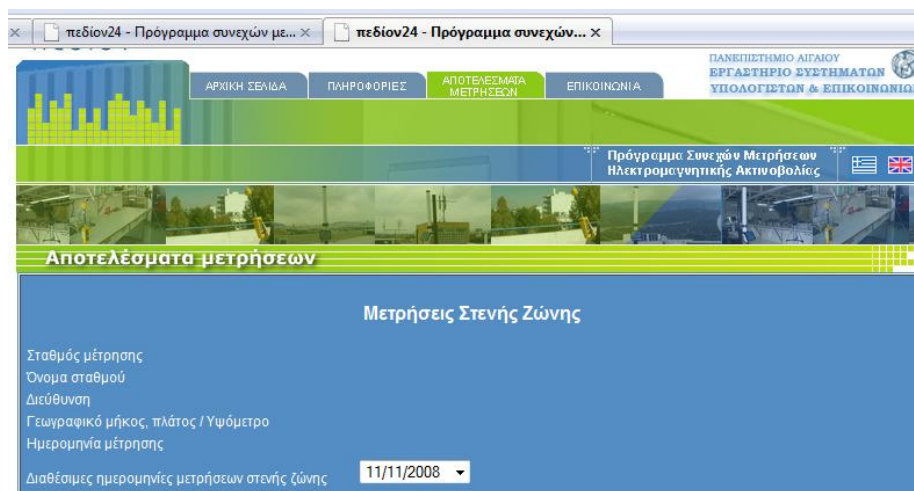 πεδίον24 - Πρόγραμμα συνεχών με...
πεδίον24 - Πρόγραμμα συνεχών...
ΑΡΧΙΚΗ ΣΕΛΙΔΑ
ΠΛΗΡΟΦΟΡΙΕΣ
ΑΠΟΤΕΛΕΣΜΑΤΑ
ΜΕΤΡΗΣΕΩΝ
ΕΠΙΚΟΙΝΩΝΙΑ
ΠΑΝΕΠΙΣΤΗΜΙΟ ΑΙΓΑΙΟΥ
ΕΡΓΑΣΤΗΡΙΟ ΣΥΣΤΗΜΑΤΩΝ
ΥΠΟΛΟΓΙΣΤΩΝ & ΕΠΙΚΟΙΝΩΝΙΩ
Πρόγραμμα Συνεχών Μετρήσεων
Ηλεκτρομαγνητικής Ακτινοβολίας
Αποτελέσματα μετρήσεων
Μετρήσεις Στενής Ζώνης
Σταθμός μέτρησης
Όνομα σταθμού
Διεύθυνση
Γεωγραφικό μήκος, πλάτος / Υψόμετρο
Ημερομηνία μέτρησης
Διαθέσιμες ημερομηνίες μετρήσεων στενής ζώνης 11/11/2008